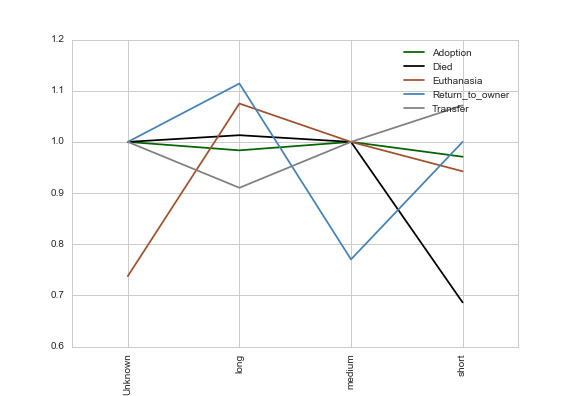 1.2
1.1
1.0
0.9
0.8
0.7
0.6
Adoption
Died
Euthanasia
Return_to_owner
Transfer
Unknown
long
medium
short